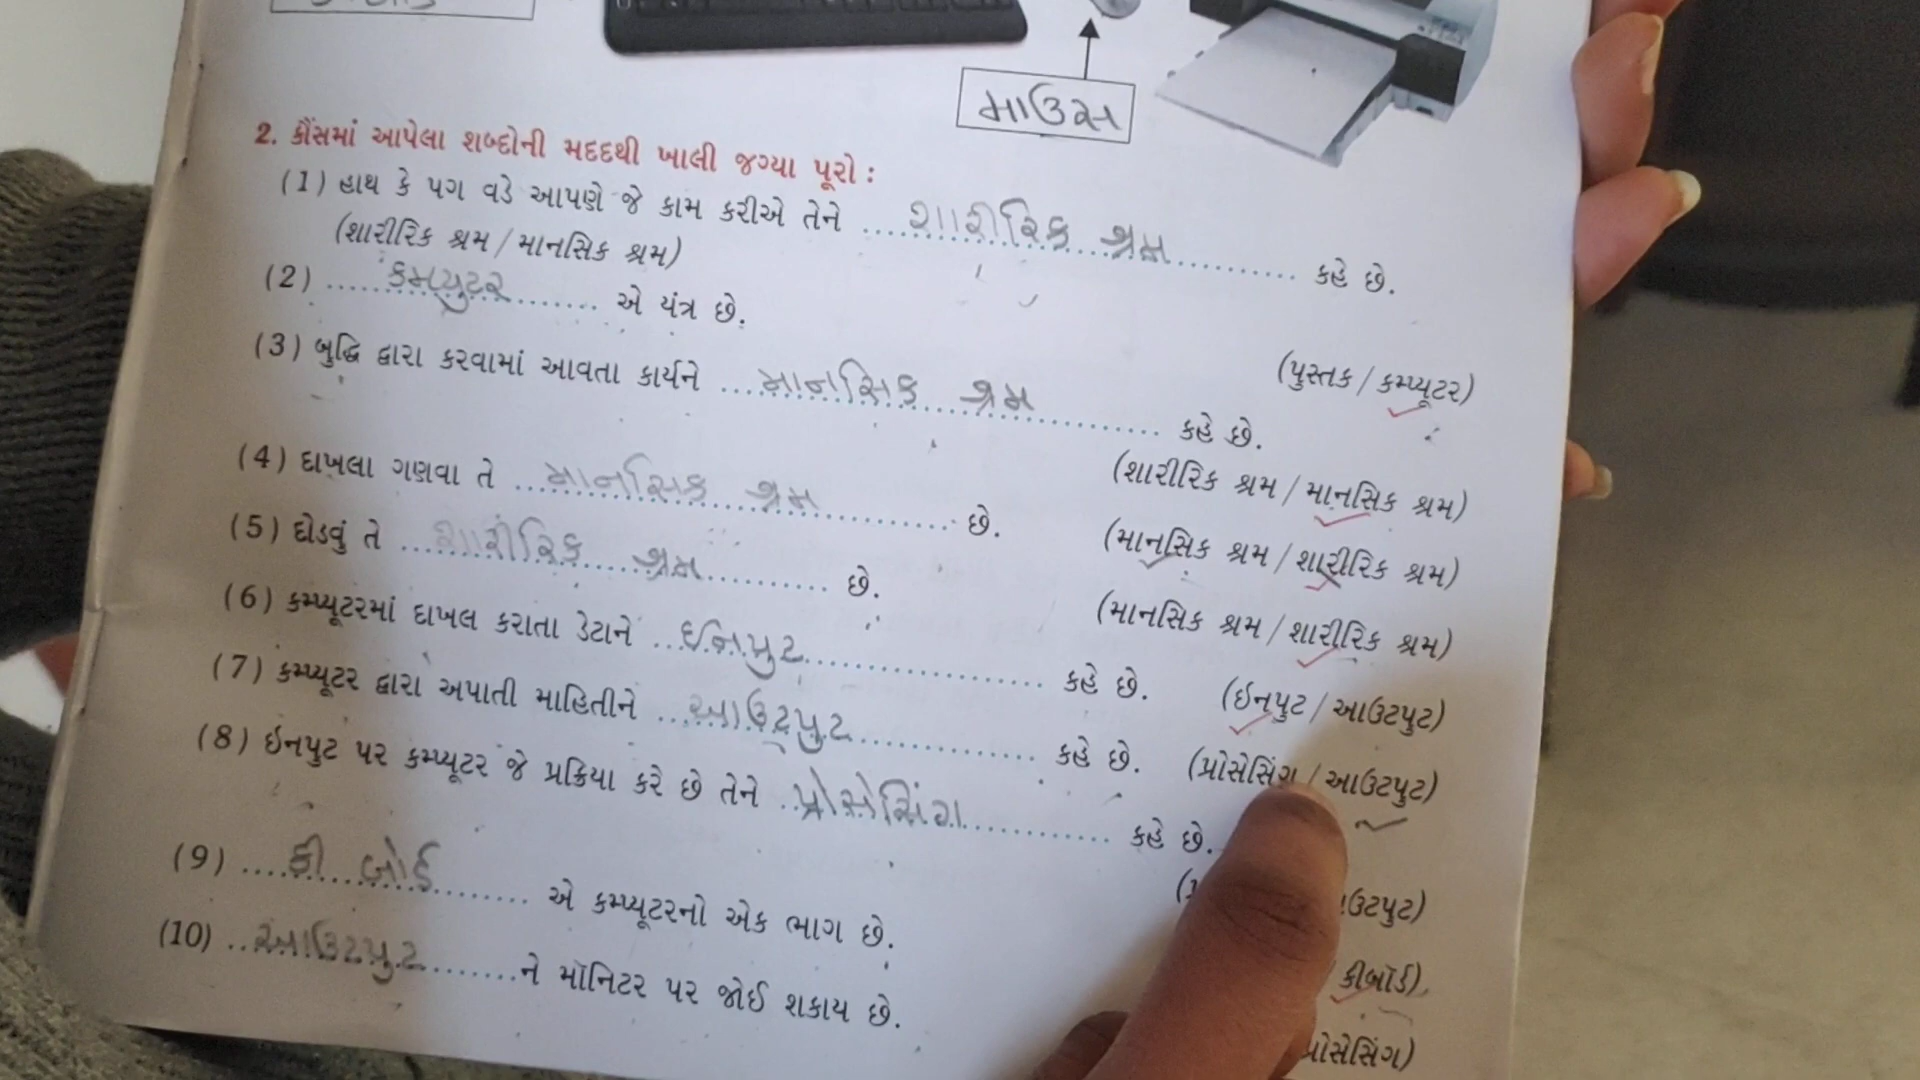 માઉસ
2. કૌંસમાં આપેલા શબ્દોની મદદથી ખાલી જગ્યા પૂરો :
(1) હાથ કે પગ વડે આપણે જે કામ કરીએ તેને શારીરિક શ્રમ કહે છે.
(શારીરિક શ્રમ / માનસિક શ્રમ)
(2) કમ્પ્યુટર એ યંત્ર છે. (પુસ્તક / કમ્પ્યૂટર)
(3) બુદ્ધિ દ્વારા કરવામાં આવતા કાર્યને માનસિક શ્રમ કહે છે.
(શારીરિક શ્રમ / માનસિક શ્રમ)
(4) દાખલા ગણવા તે માનસિક શ્રમ છે. (માનસિક શ્રમ / શારીરિક શ્રમ)
(5) દોડવું તે શારીરિક શ્રમ છે. (માનસિક શ્રમ / શારીરિક શ્રમ)
(6) કમ્પ્યૂટરમાં દાખલ કરાતા ડેટાને ઈનપુટ કહે છે. (ઇનપુટ / આઉટપુટ)
(7) કમ્પ્યૂટર દ્વારા અપાતી માહિતીને આઉટપુટ કહે છે. (પ્રોસેસિંગ / આઉટપુટ)
(8) ઇનપુટ પર કમ્પ્યૂટર જે પ્રક્રિયા કરે છે તેને પ્રોસેસિંગ કહે છે.
(9) કી બોર્ડ એ કમ્પ્યૂટરનો એક ભાગ છે. કીબૉર્ડ)
(10) આઉટપુટ ને મૉનિટર પર જોઈ શકાય છે.